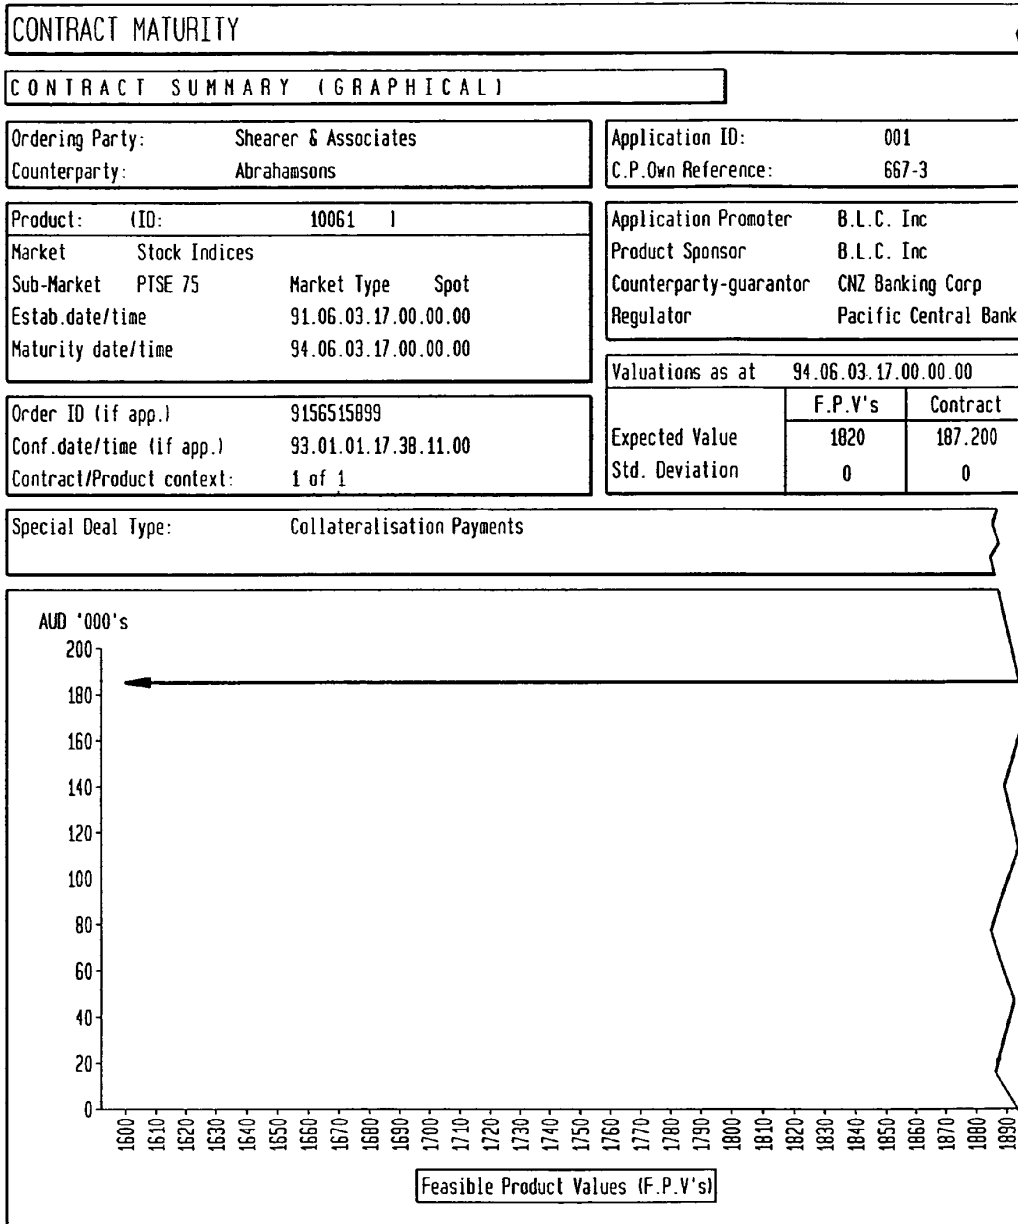 CONTRACT MATURITY
CONTRACT SUMMARY (GRAPHICAL)
Ordering Party: Shearer & Associates
Counterparty: Abrahamsons
Application ID: 001
C.P.Own Reference: 667-3
Product: (ID: 10061 )
Market Stock Indices
Sub-Market PTSE 75 Market Type Spot
Estab.date/time 91.06.03.17.00.00.00
Maturity date/time 94.06.03.17.00.00.00
Application Promoter B.L.C. Inc
Product Sponsor B.L.C. Inc
Counterparty-guarantor CNZ Banking Corp
Regulator Pacific Central Bank
Order ID (if app.) 9156515899
Conf.date/time (if app.) 93.01.01.17.38.11.00
Contract/Product context: 1 of 1
Valuations as at 94.06.03.17.00.00.00
F.P.V's Contract
Expected Value 1820 187.200
Std. Deviation 0 0
Special Deal Type: Collateralisation Payments
AUD '000's
200
180
160
140
120
100
80
60
40
20
0
1600 1610 1620 1630 1640 1650 1660 1670 1680 1690 1700 1710 1720 1730 1740 1750 1760 1770 1780 1790 1800 1810 1820 1830 1840 1850 1860 1870 1880 1890
Feasible Product Values (F.P.V's)